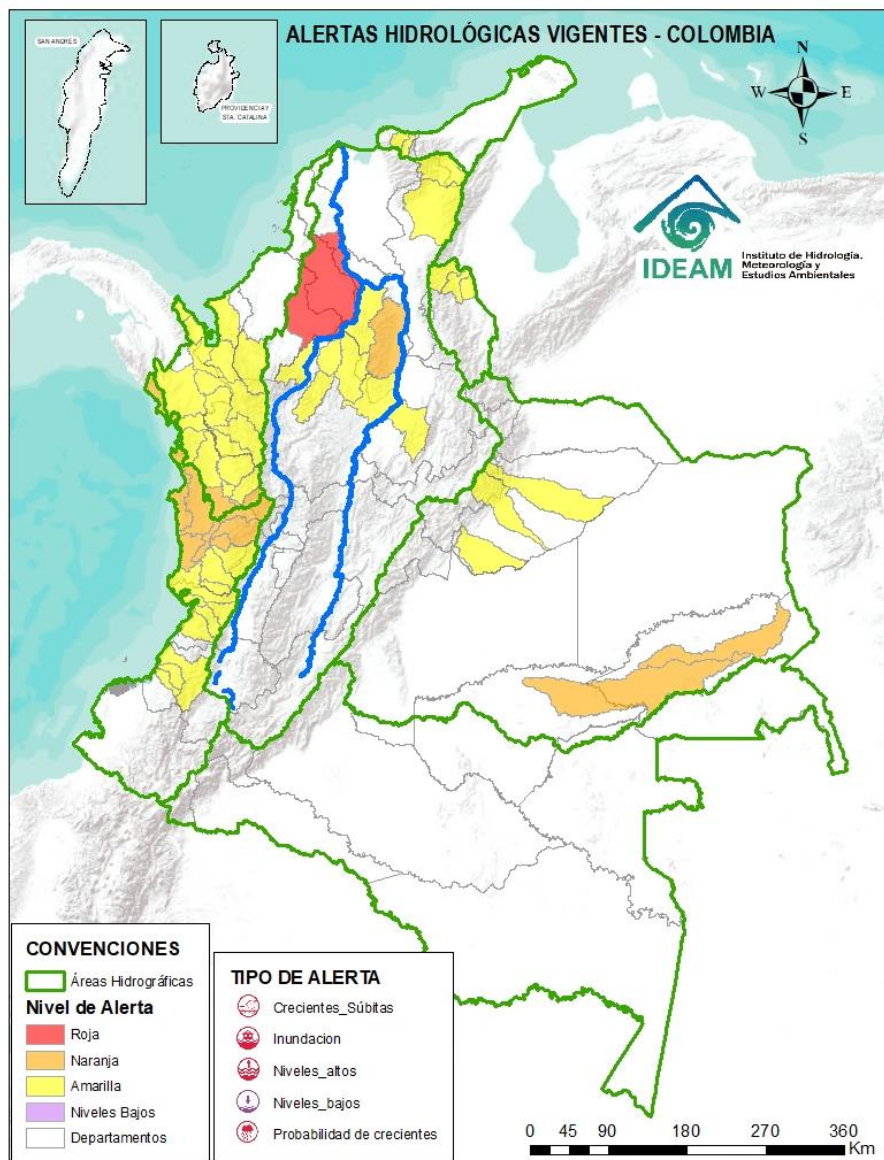 ALERTAS HIDROLÓGICAS VIGENTES - COLOMBIA
SAN ANDRÉS
PROVIDENCIA Y
STA. CATALINA
N
W
E
S
IDEAM
Instituto de Hidrología,
Meteorología y
Estudios Ambientales
CONVENCIONES
Áreas Hidrográficas
Nivel de Alerta
Roja
Naranja
Amarilla
Niveles Bajos
Departamentos
TIPO DE ALERTA
Crecientes_Súbitas
Inundacion
Niveles_altos
Niveles_bajos
Probabilidad de crecientes
0 45 90 180 270 360
Km